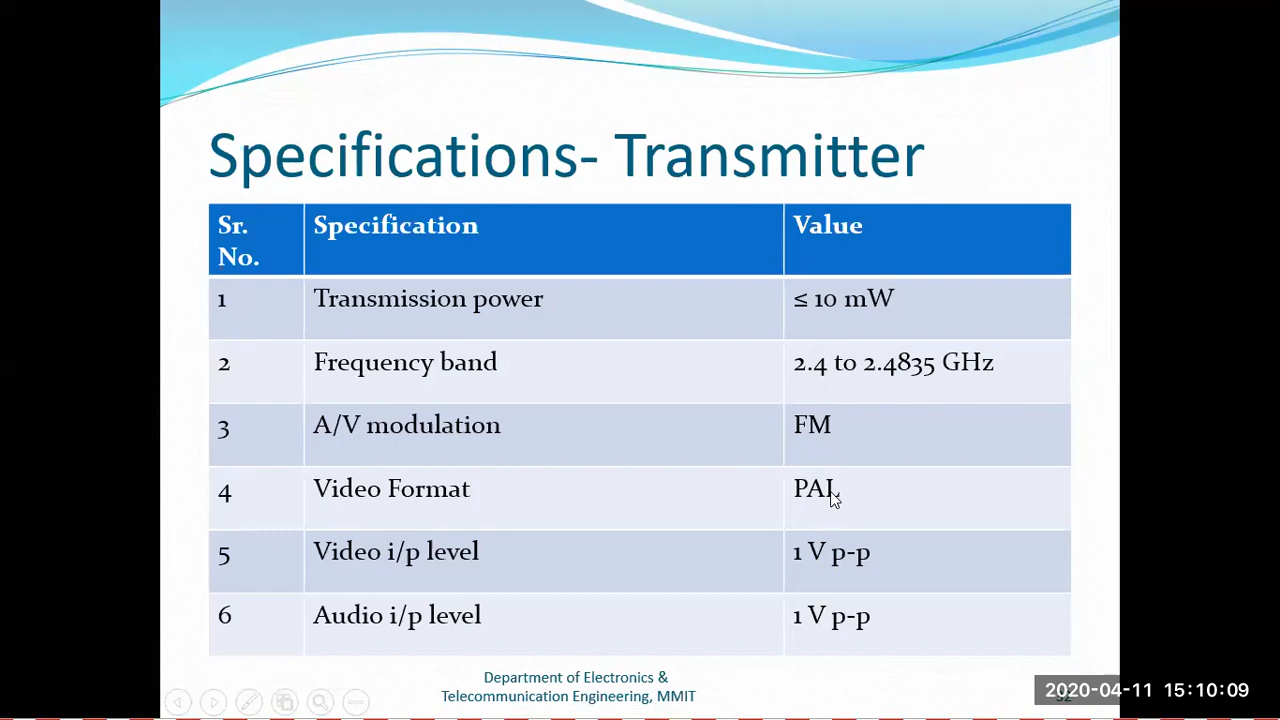 Specifications- Transmitter
Sr. No. Specification Value
1 Transmission power ≤ 10 mW
2 Frequency band 2.4 to 2.4835 GHz
3 A/V modulation FM
4 Video Format PAL
5 Video i/p level 1 V p-p
6 Audio i/p level 1 V p-p
Department of Electronics &
Telecommunication Engineering, MMIT
2020-04-11 15:10:09